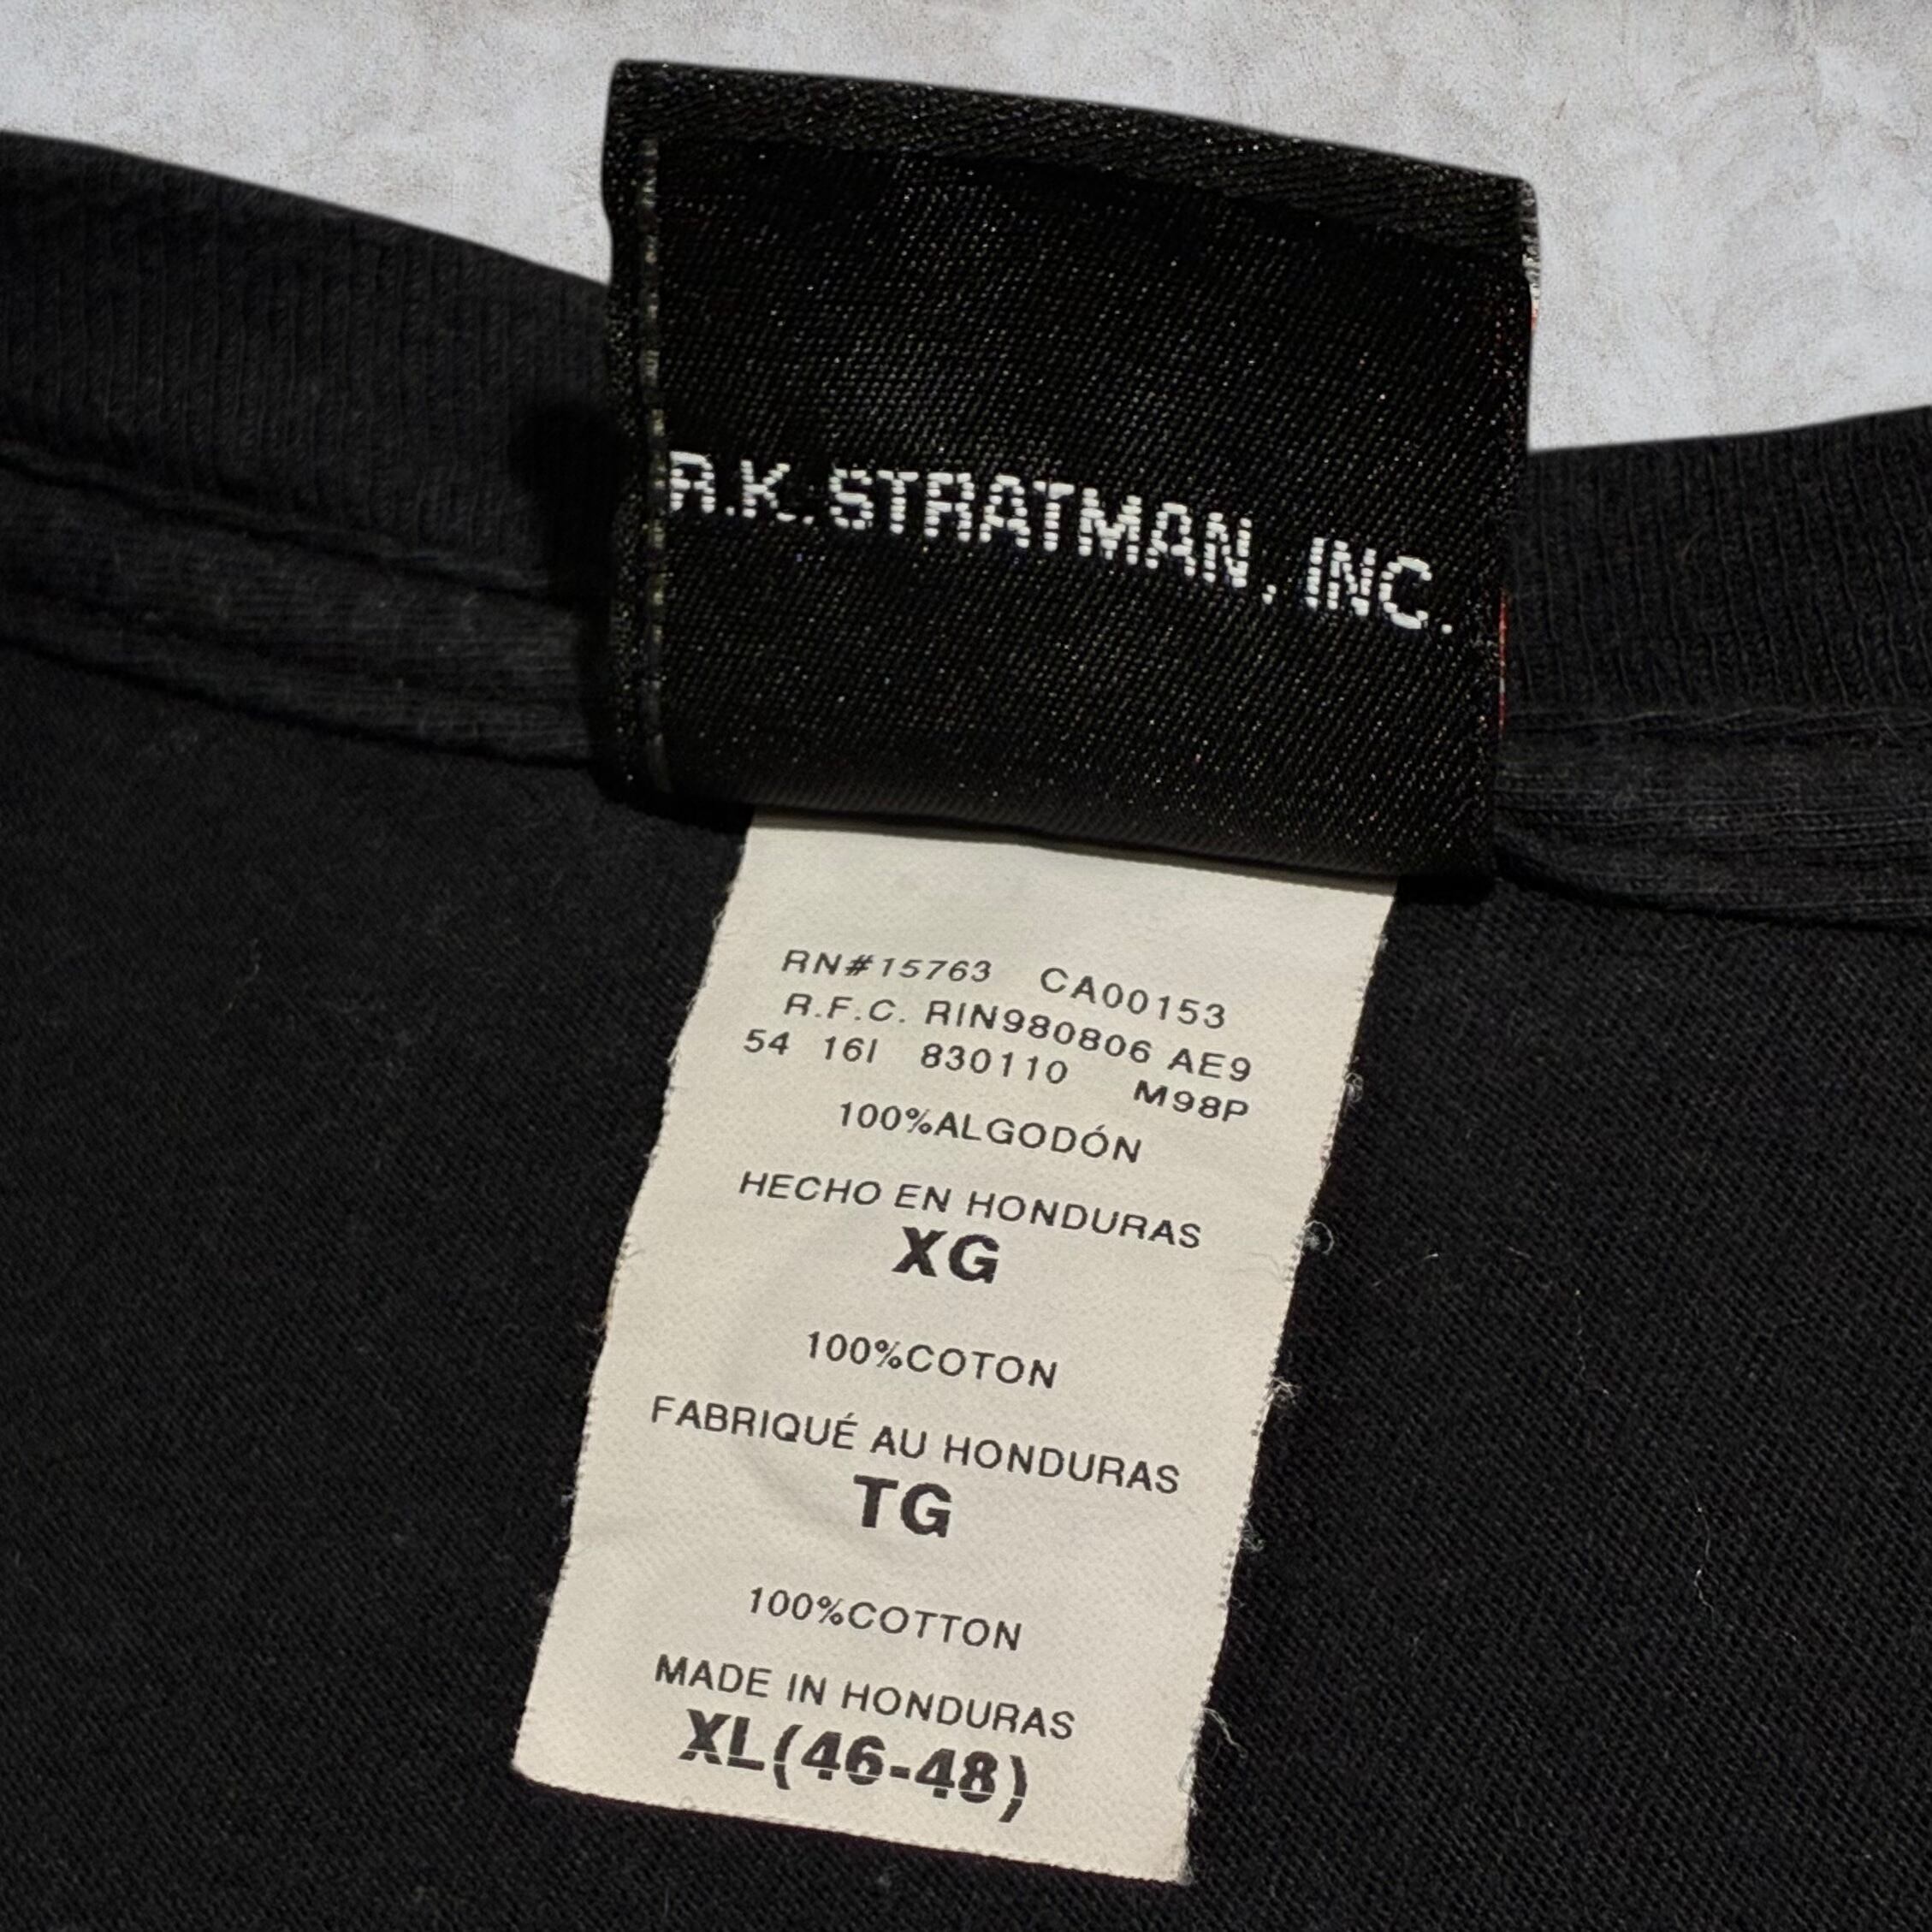 R.K. STRATMAN, INC.
RN#15763 CA00153
R.F.C. RIN980806 AE9
54 16I 830110 M98P
100%ALGODÓN
HECHO EN HONDURAS
XG
100%COTON
FABRIQUÉ AU HONDURAS
TG
100%COTTON
MADE IN HONDURAS
XL(46-48)